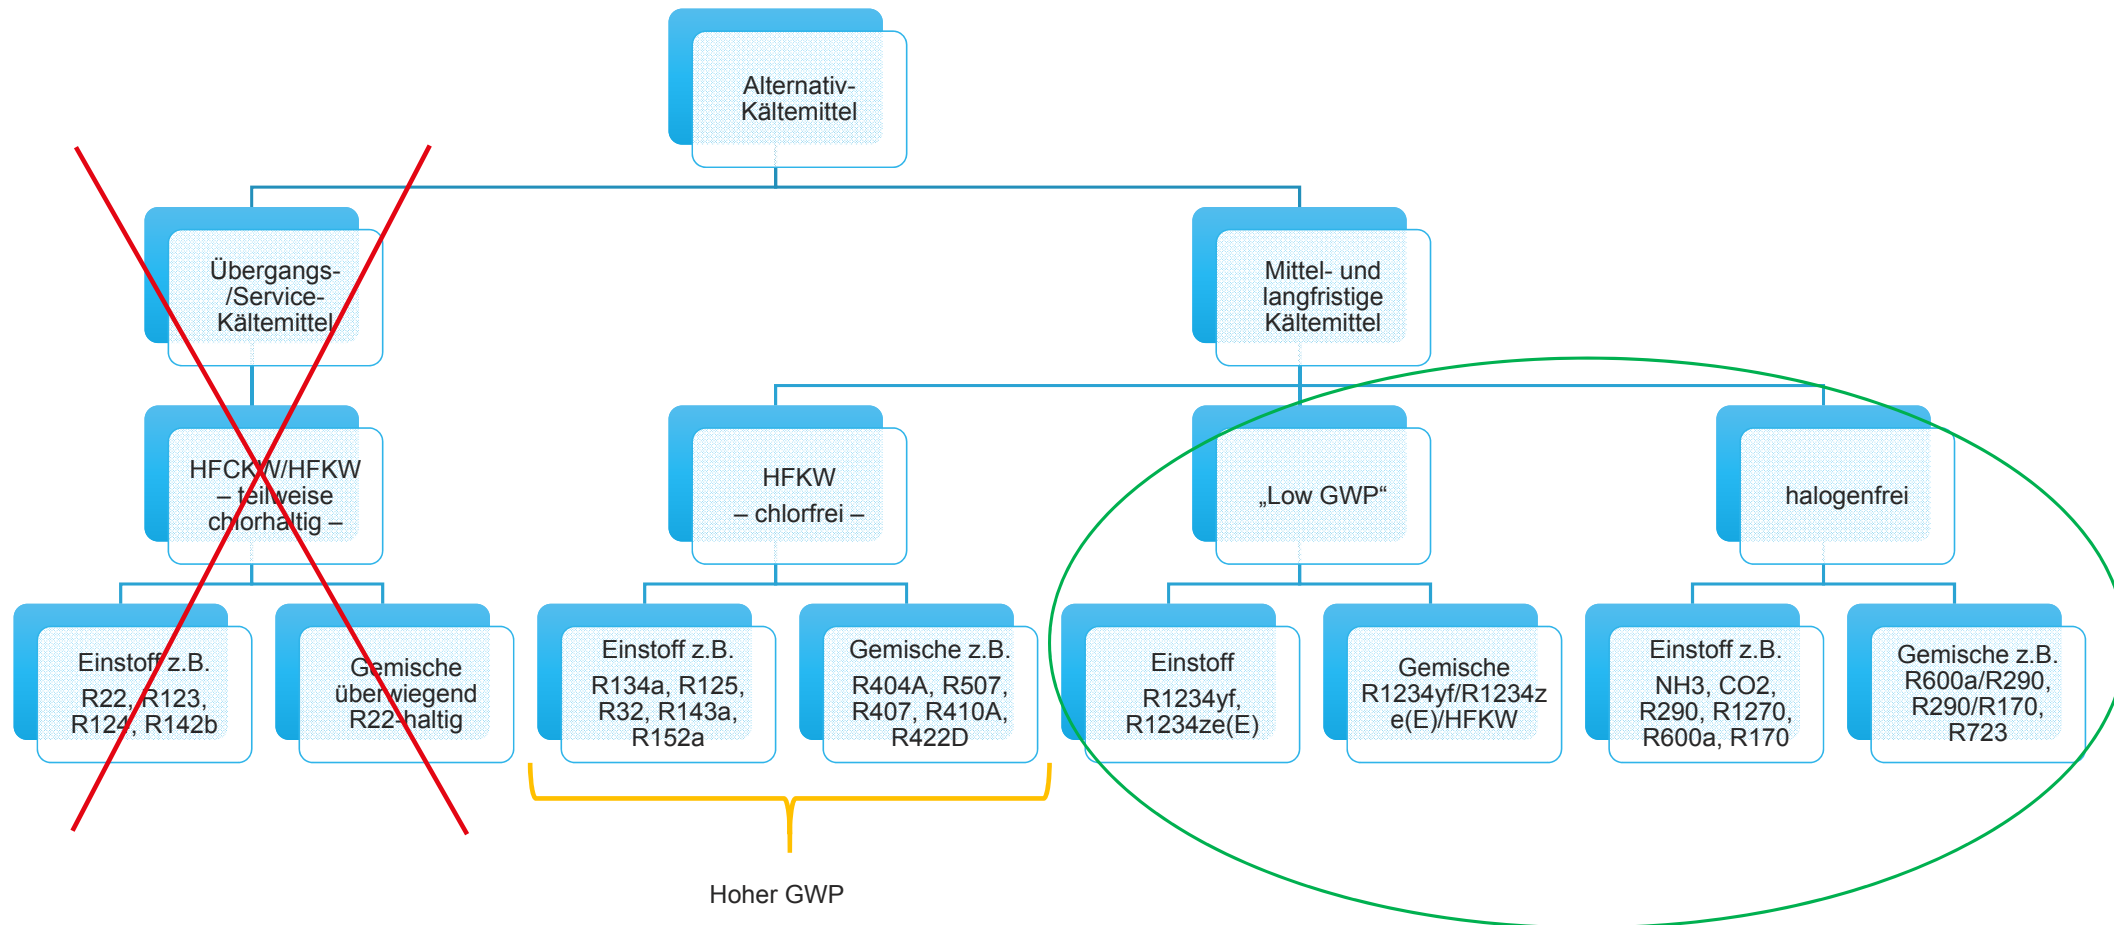 Alternativ-
Kältemittel
Übergangs-
/Service-
Kältemittel
Mittel- und
langfristige
Kältemittel
HFCKW/HFKW
– teilweise
chlorhaltig –
HFKW
– chlorfrei –
„Low GWP“
halogenfrei
Einstoff z.B.
R22, R123,
R124, R142b
Gemische
überwiegend
R22-haltig
Einstoff z.B.
R134a, R125,
R32, R143a,
R152a
Gemische z.B.
R404A, R507,
R407, R410A,
R422D
Einstoff
R1234yf,
R1234ze(E)
Gemische
R1234yf/R1234z
e(E)/HFKW
Einstoff z.B.
NH3, CO2,
R290, R1270,
R600a, R170
Gemische z.B.
R600a/R290,
R290/R170,
R723
Hoher GWP